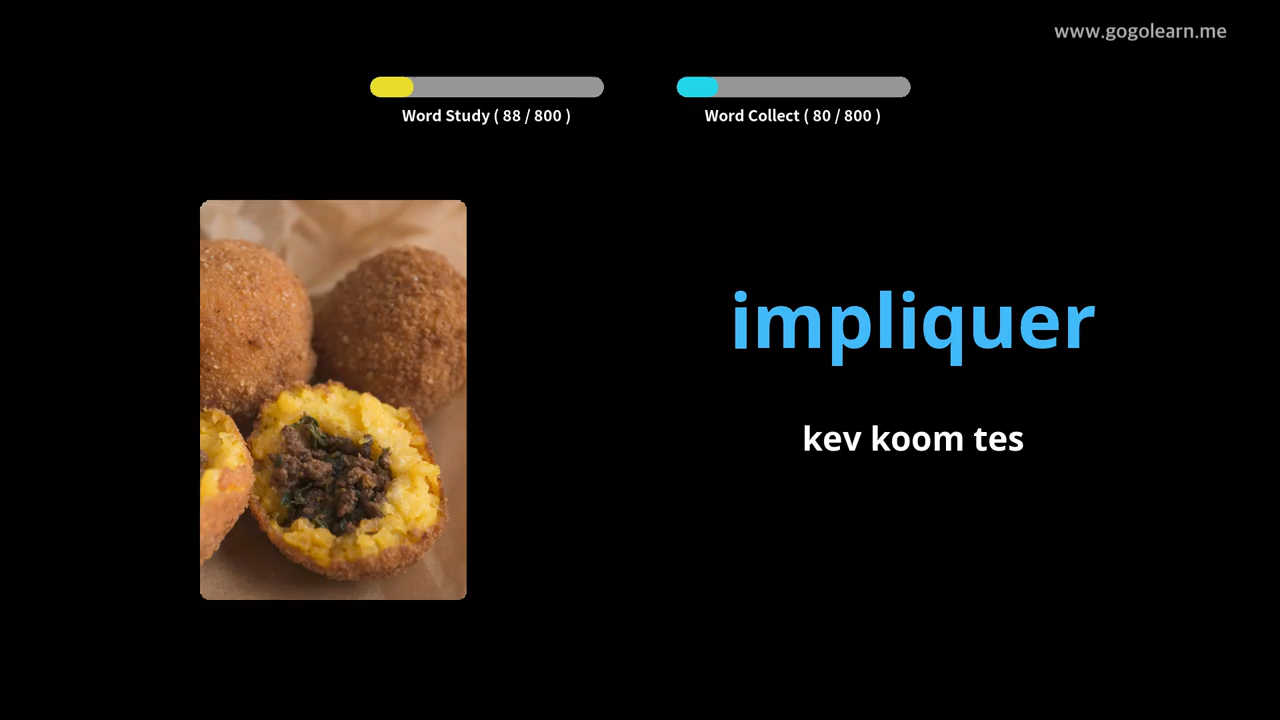 www.gogolearn.me
Word Study ( 88 / 800 )
Word Collect ( 80 / 800 )
impliquer
kev koom tes